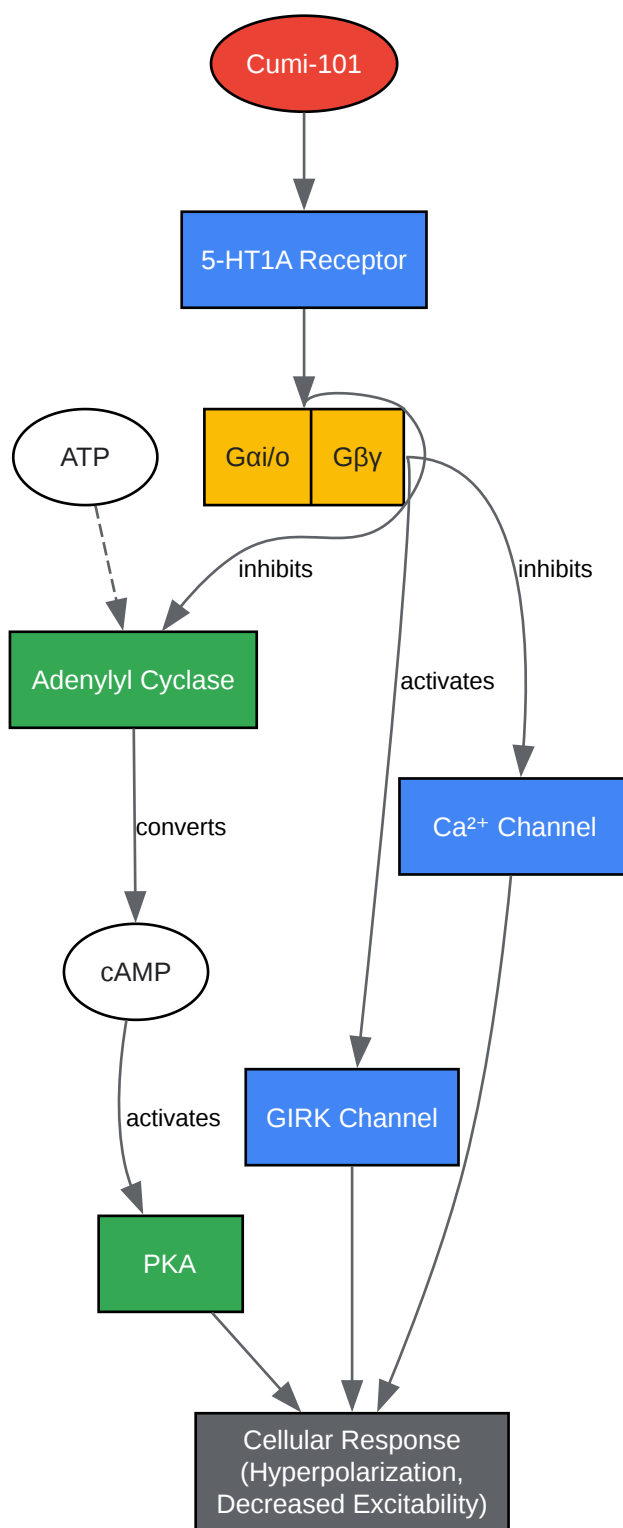 Cumi-101
5-HT1A Receptor
Gαi/o
Gβγ
ATP
inhibits
inhibits
Adenylyl Cyclase
activates
Ca²⁺ Channel
converts
cAMP
GIRK Channel
activates
PKA
Cellular Response
(Hyperpolarization,
Decreased Excitability)